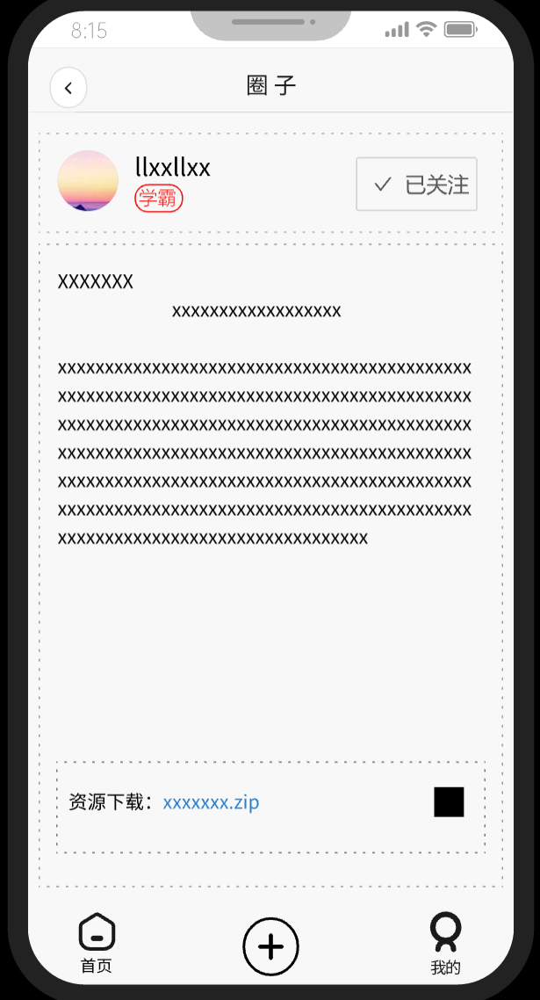 8:15
圈子
llxxllxx
学霸
已关注
XXXXXXX
xxxxxxxxxxxxxxxxxx
xxxxxxxxxxxxxxxxxxxxxxxxxxxxxxxxxxxxxxxxxxxx
xxxxxxxxxxxxxxxxxxxxxxxxxxxxxxxxxxxxxxxxxxxx
xxxxxxxxxxxxxxxxxxxxxxxxxxxxxxxxxxxxxxxxxxxx
xxxxxxxxxxxxxxxxxxxxxxxxxxxxxxxxxxxxxxxxxxxx
xxxxxxxxxxxxxxxxxxxxxxxxxxxxxxxxxxxxxxxxxxxx
xxxxxxxxxxxxxxxxxxxxxxxxxxxxxxxxxxxxxxxxxxxx
xxxxxxxxxxxxxxxxxxxxxxxxxxxxxxxxx
资源下载：xxxxxxx.zip
首页
我的